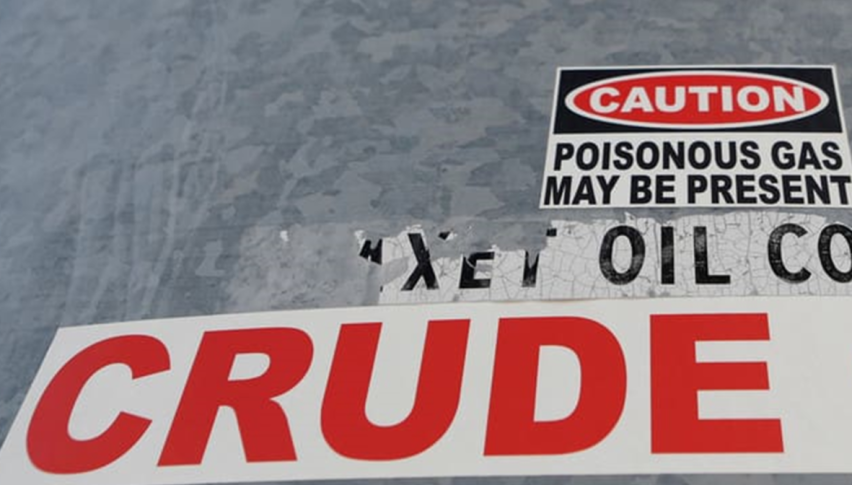 CAUTION
POISONOUS GAS
MAY BE PRESENT
OIL CO
CRUDE